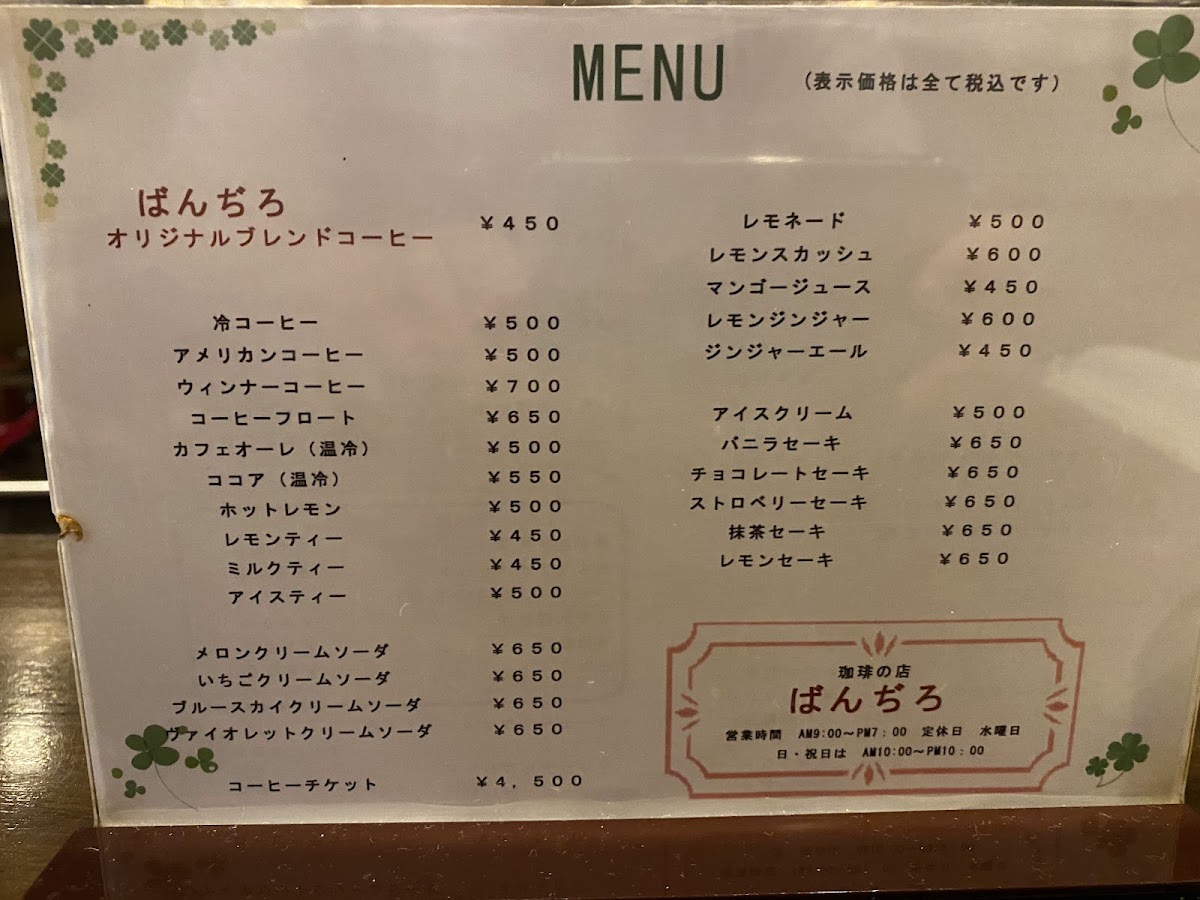 MENU
(表示価格は全て税込です)
ばんぢろ
オリジナルブレンドコーヒー ￥450
冷コーヒー ￥500
アメリカンコーヒー ￥500
ウィンナーコーヒー ￥700
コーヒーフロート ￥650
カフェオーレ（温冷） ￥500
ココア（温冷） ￥550
ホットレモン ￥500
レモンティー ￥450
ミルクティー ￥450
アイスティー ￥500
メロンクリームソーダ ￥650
いちごクリームソーダ ￥650
ブルースカイクリームソーダ ￥650
ヴァイオレットクリームソーダ ￥650
コーヒーチケット ￥4,500
レモネード ￥500
レモンスカッシュ ￥600
マンゴージュース ￥450
レモンジンジャー ￥600
ジンジャーエール ￥450
アイスクリーム ￥500
バニラセーキ ￥650
チョコレートセーキ ￥650
ストロベリーセーキ ￥650
抹茶セーキ ￥650
レモンセーキ ￥650
珈琲の店
ばんぢろ
営業時間 AM9:00～PM7:00 定休日 水曜日
日・祝日は AM10:00～PM10:00